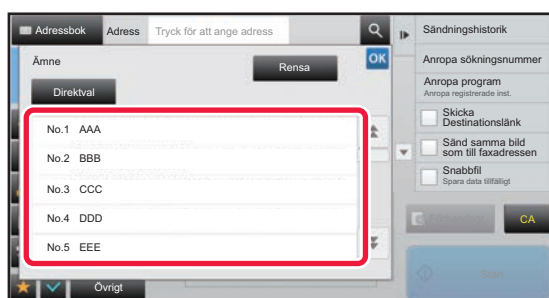 Adressbok
Adress
Tryck för att ange adress
Sändningshistorik
Ämne
Rensa
OK
Anropa sökningsnummer
Direktval
Anropa program
Anropa registrerade inst.
No.1 AAA
Skicka
Destinationslänk
No.2 BBB
Sänd samma bild
som till faxadressen
No.3 CCC
Snabbfil
Spara data tillfälligt
No.4 DDD
CA
No.5 EEE
Övrigt